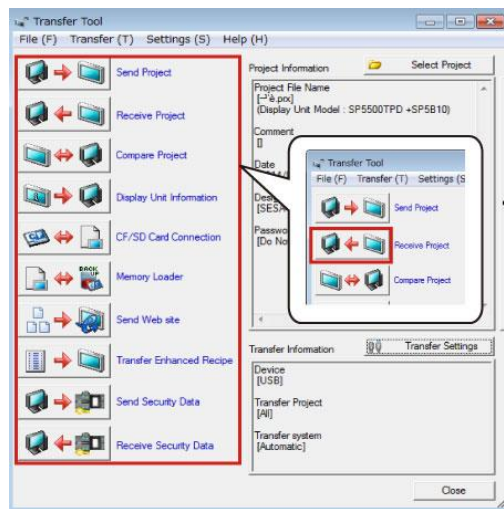 Transfer Tool
File (F) Transfer (T) Settings (S) Help (H)
Send Project
Receive Project
Compare Project
Display Unit Information
CF/SD Card Connection
Memory Loader
Send Web site
Transfer Enhanced Recipe
Send Security Data
Receive Security Data
Project Information
Select Project
Project File Name
(Display Unit Model : SP5500TPD +SP5B10)
Comment
[]
Date
[Do No
Transfer Tool
File (F) Transfer (T) Settings (S
Send Project
Receive Project
Compare Project
Transfer Information
Transfer Settings
Device
[USB]
Transfer Project
[All]
Transfer system
[Automatic]
Close